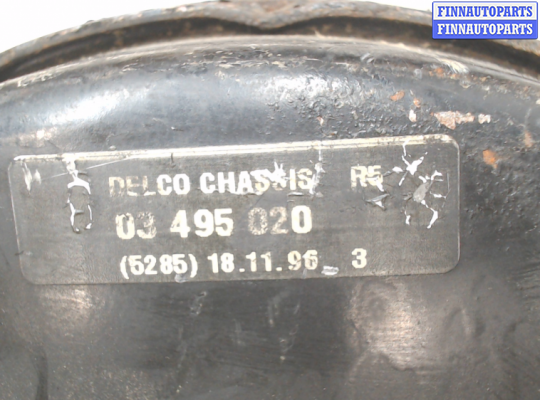 FINNAUTOPARTS
FINNAUTOPARTS
DELCO CHASSIS R5
03 495 020
(5285) 18.11.96 3